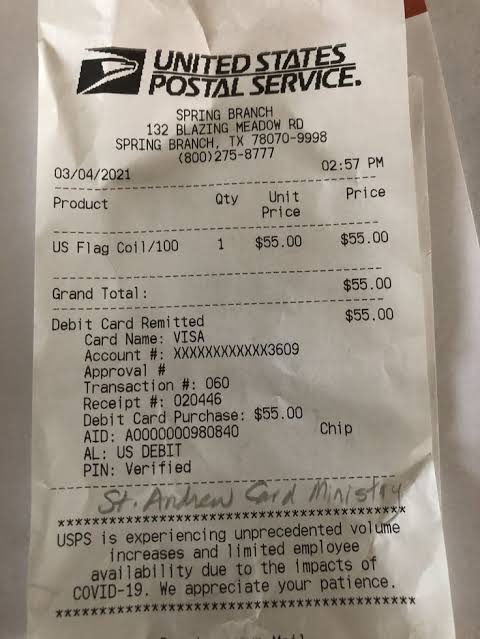 UNITED STATES
POSTAL SERVICE.
SPRING BRANCH
132 BLAZING MEADOW RD
SPRING BRANCH, TX 78070-9998
(800)275-8777
03/04/2021 02:57 PM
Product Qty Unit Price
Price
US Flag Coil/100 1 $55.00 $55.00
Grand Total: $55.00
Debit Card Remitted $55.00
Card Name: VISA
Account #: XXXXXXXXXXXX3609
Approval #
Transaction #: 060
Receipt #: 020446
Debit Card Purchase: $55.00
AID: A0000000980840 Chip
AL: US DEBIT
PIN: Verified
St. Andrew Card Ministry
USPS is experiencing unprecedented volume
increases and limited employee
availability due to the impacts of
COVID-19. We appreciate your patience.